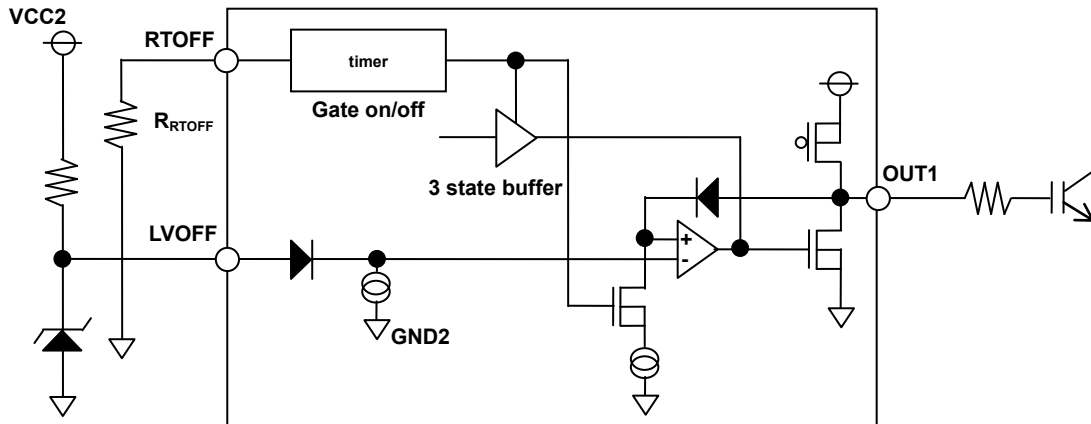 VCC2
RTOFF
timer
Gate on/off
RRTOFF
3 state buffer
OUT1
LVOFF
+
-
GND2